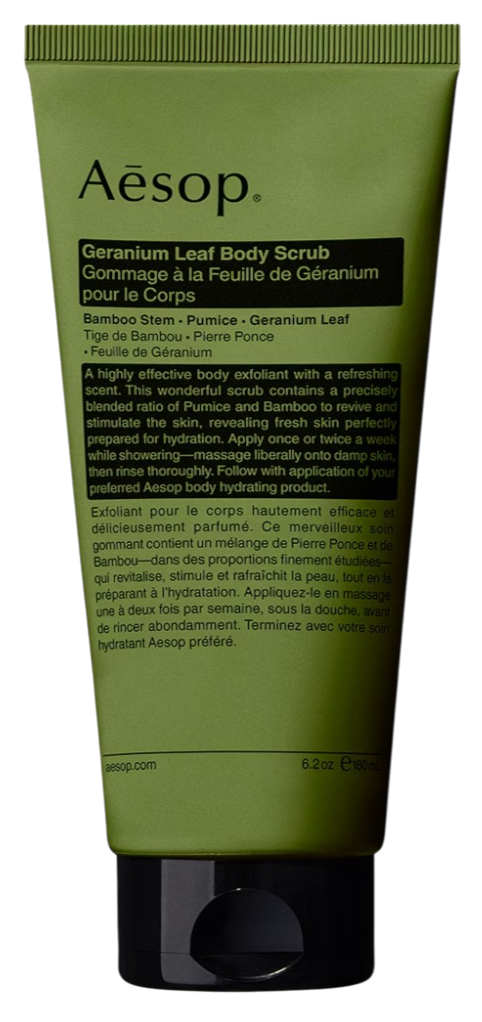 Aēsop®
Geranium Leaf Body Scrub
Gommage à la Feuille de Géranium
pour le Corps
Bamboo Stem • Pumice • Geranium Leaf
Tige de Bambou • Pierre Ponce
• Feuille de Géranium
A highly effective body exfoliant with a refreshing
scent. This wonderful scrub contains a precisely
blended ratio of Pumice and Bamboo to revive and
stimulate the skin, revealing fresh skin perfectly
prepared for hydration. Apply once or twice a week
while showering—massage liberally onto damp skin,
then rinse thoroughly. Follow with application of your
preferred Aesop body hydrating product.
Exfoliant pour le corps hautement efficace et
délicieusement parfumé. Ce merveilleux soin
gommant contient un mélange de Pierre Ponce et de
Bambou—dans des proportions finement étudiées—
qui revitalise, stimule et rafraîchit la peau, tout en la
préparant à l'hydratation. Appliquez-le en massage
une à deux fois par semaine, sous la douche, avant
de rincer abondamment. Terminez avec votre soin
hydratant Aesop préféré.
aesop.com
6.2 oz ℮180mL